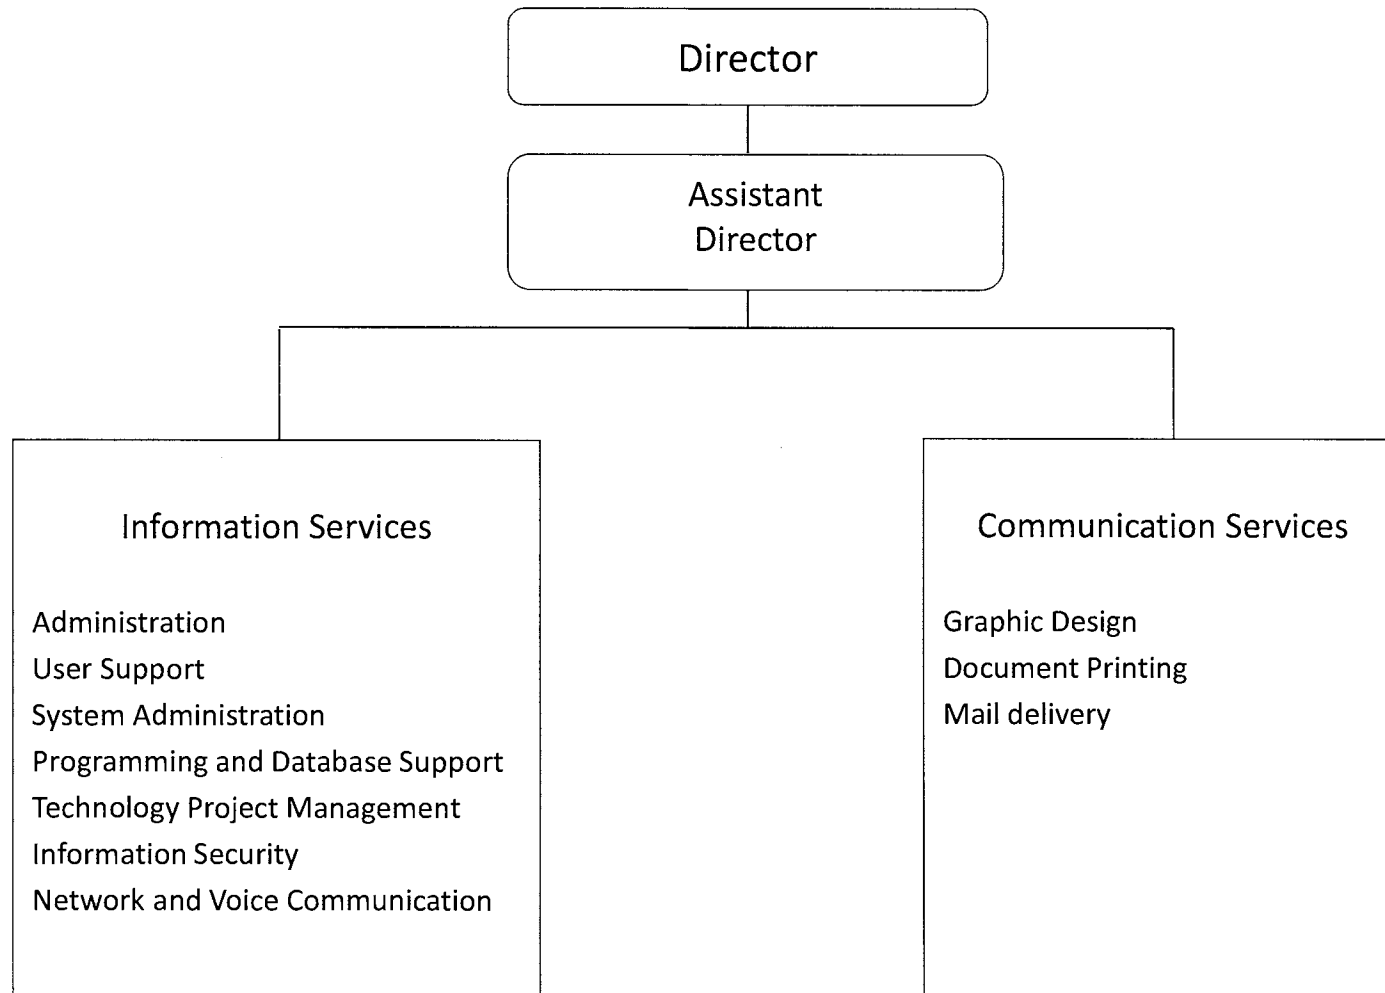 Director
Assistant
Director
Information Services
Administration
User Support
System Administration
Programming and Database Support
Technology Project Management
Information Security
Network and Voice Communication
Communication Services
Graphic Design
Document Printing
Mail delivery